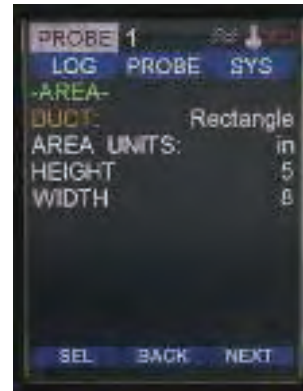 PROBE 1
LOG PROBE SYS
-AREA-
DUCT: Rectangle
AREA UNITS: in
HEIGHT 5
WIDTH 8
SEL BACK NEXT